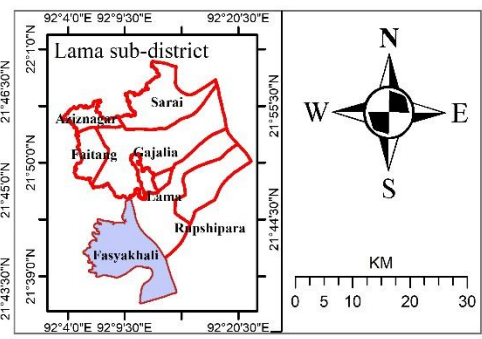 92°4'0"E 92°9'30"E 92°20'30"E
Lama sub-district
Sarai
Aziznagar
Faitang
Gajalia
Lama
Rupshipara
Fasyakhali
92°4'0"E 92°9'30"E 92°20'30"E
21°46'30"N
21°45'0"N
21°43'30"N
22°1'0"N
21°50'0"N
21°39'0"N
21°55'30"N
21°44'30"N
N
W
E
S
KM
0 5 10 20 30